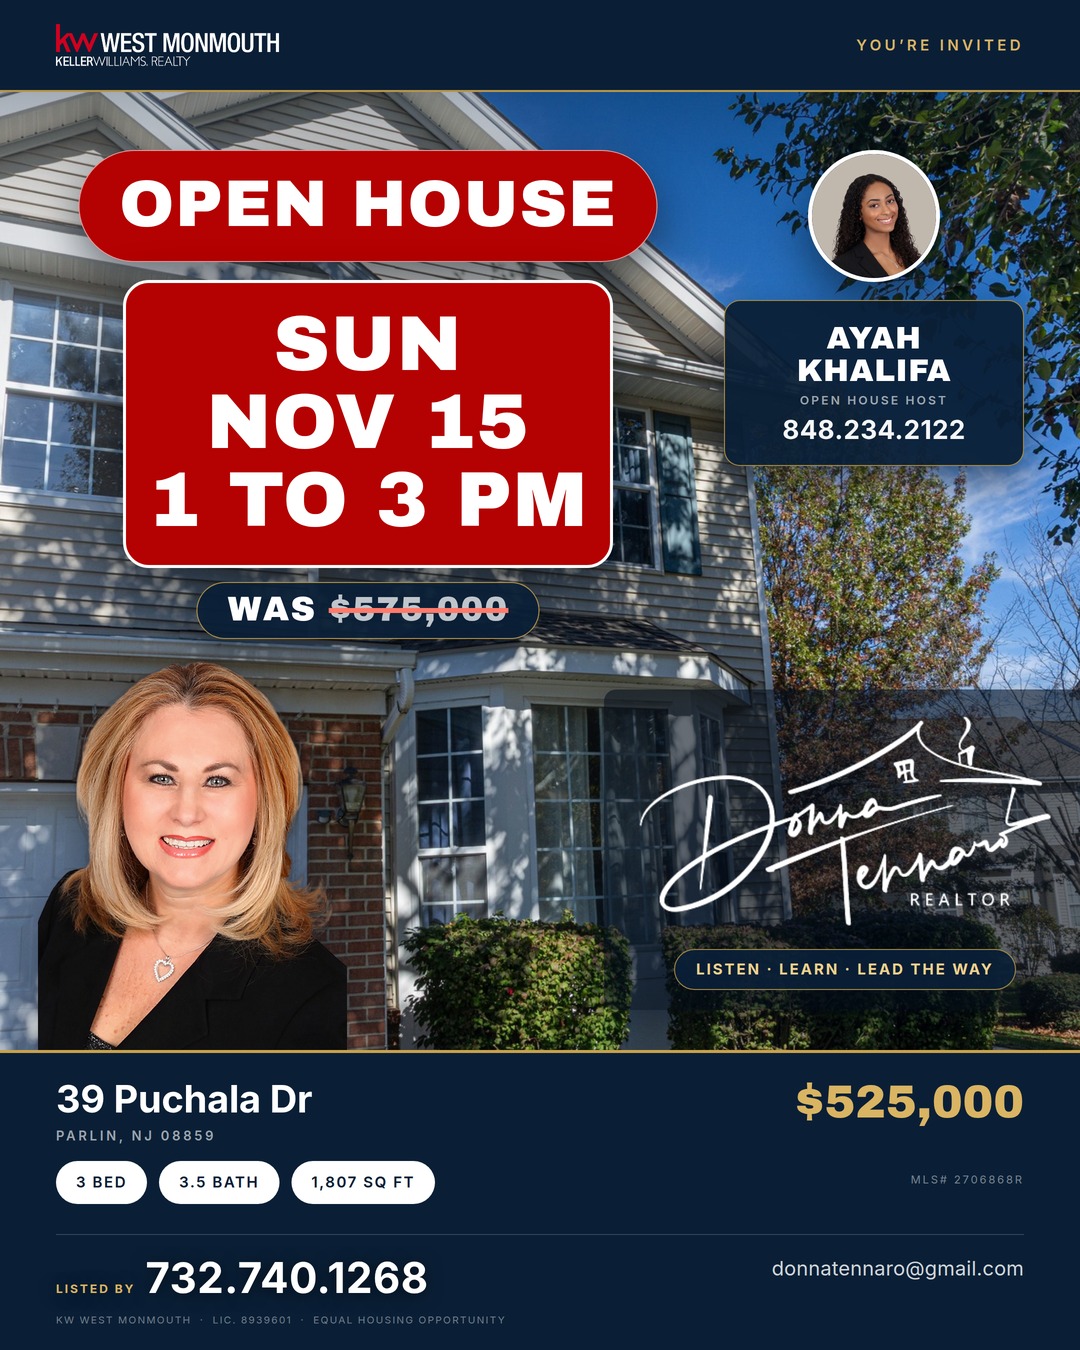 kw WEST MONMOUTH
KELLERWILLIAMS. REALTY
YOU’RE INVITED
OPEN HOUSE
SUN
NOV 15
1 TO 3 PM
WAS $575,000
AYAH
KHALIFA
OPEN HOUSE HOST
848.234.2122
Donna
Tennaro
REALTOR
LISTEN · LEARN · LEAD THE WAY
39 Puchala Dr
PARLIN, NJ 08859
3 BED
3.5 BATH
1,807 SQ FT
$525,000
MLS# 2706868R
LISTED BY 732.740.1268
donnatennaro@gmail.com
KW WEST MONMOUTH · LIC. 8939601 · EQUAL HOUSING OPPORTUNITY